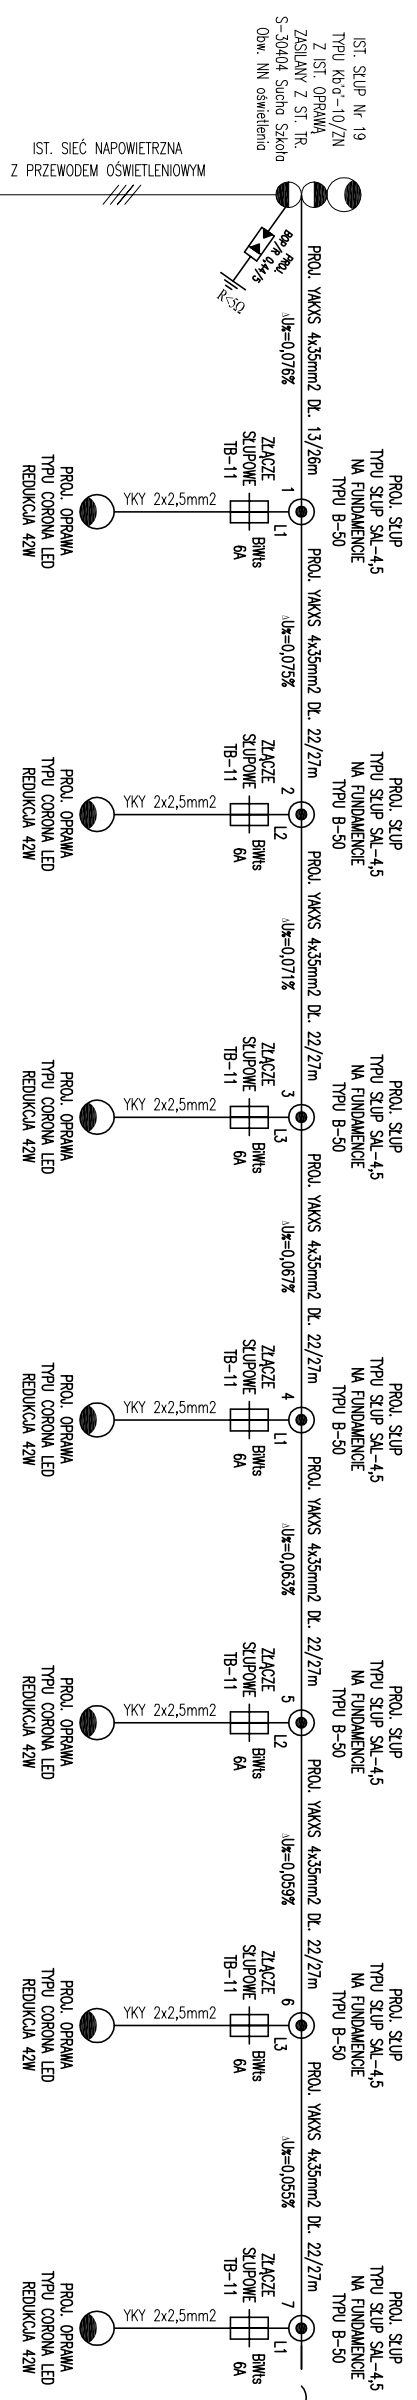 IST. SŁUP Nr 19
TYPU Kb'a'-10/ŻN
Z IST. OPRAWĄ
ZASILANY Z ST. TR.
S-30404 Sucha Szkoła
Obw. NN oświetlenia
IST. SIEĆ NAPOWIETRZNA
Z PRZEWODEM OŚWIETLENIOWYM
PROJ.
BOP/R 0,44/5
R<5Ω
PROJ. YAKXS 4x35mm2 DŁ. 13/26m
ΔU%=0,076%
PROJ. SŁUP
TYPU SŁUP SAL-4,5
NA FUNDAMENCIE
TYPU B-50
1
L1
ZŁĄCZE
SŁUPOWE
TB-11
BiWts
6A
YKY 2x2,5mm2
PROJ. OPRAWA
TYPU CORONA LED
REDUKCJA 42W
PROJ. YAKXS 4x35mm2 DŁ. 22/27m
ΔU%=0,075%
PROJ. SŁUP
TYPU SŁUP SAL-4,5
NA FUNDAMENCIE
TYPU B-50
2
L2
ZŁĄCZE
SŁUPOWE
TB-11
BiWts
6A
YKY 2x2,5mm2
PROJ. OPRAWA
TYPU CORONA LED
REDUKCJA 42W
PROJ. YAKXS 4x35mm2 DŁ. 22/27m
ΔU%=0,071%
PROJ. SŁUP
TYPU SŁUP SAL-4,5
NA FUNDAMENCIE
TYPU B-50
3
L3
ZŁĄCZE
SŁUPOWE
TB-11
BiWts
6A
YKY 2x2,5mm2
PROJ. OPRAWA
TYPU CORONA LED
REDUKCJA 42W
PROJ. YAKXS 4x35mm2 DŁ. 22/27m
ΔU%=0,067%
PROJ. SŁUP
TYPU SŁUP SAL-4,5
NA FUNDAMENCIE
TYPU B-50
4
L1
ZŁĄCZE
SŁUPOWE
TB-11
BiWts
6A
YKY 2x2,5mm2
PROJ. OPRAWA
TYPU CORONA LED
REDUKCJA 42W
PROJ. YAKXS 4x35mm2 DŁ. 22/27m
ΔU%=0,063%
PROJ. SŁUP
TYPU SŁUP SAL-4,5
NA FUNDAMENCIE
TYPU B-50
5
L2
ZŁĄCZE
SŁUPOWE
TB-11
BiWts
6A
YKY 2x2,5mm2
PROJ. OPRAWA
TYPU CORONA LED
REDUKCJA 42W
PROJ. YAKXS 4x35mm2 DŁ. 22/27m
ΔU%=0,059%
PROJ. SŁUP
TYPU SŁUP SAL-4,5
NA FUNDAMENCIE
TYPU B-50
6
L3
ZŁĄCZE
SŁUPOWE
TB-11
BiWts
6A
YKY 2x2,5mm2
PROJ. OPRAWA
TYPU CORONA LED
REDUKCJA 42W
PROJ. YAKXS 4x35mm2 DŁ. 22/27m
ΔU%=0,055%
PROJ. SŁUP
TYPU SŁUP SAL-4,5
NA FUNDAMENCIE
TYPU B-50
7
L1
ZŁĄCZE
SŁUPOWE
TB-11
BiWts
6A
YKY 2x2,5mm2
PROJ. OPRAWA
TYPU CORONA LED
REDUKCJA 42W